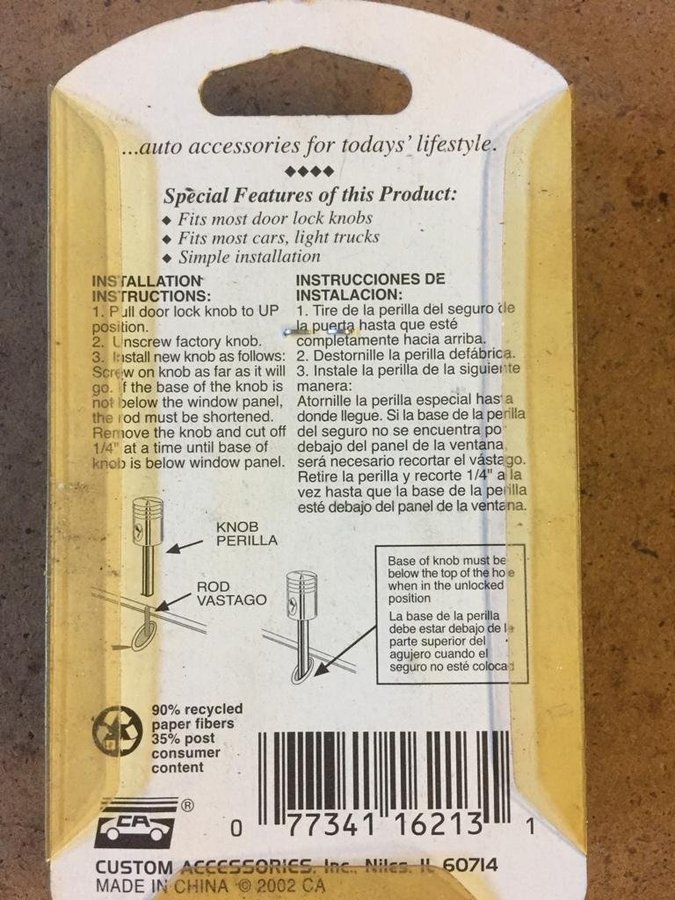 ...auto accessories for todays' lifestyle.
Special Features of this Product:
◆ Fits most door lock knobs
◆ Fits most cars, light trucks
◆ Simple installation
INSTALLATION
INSTRUCTIONS:
1. Pull door lock knob to UP
position.
2. Unscrew factory knob.
3. Install new knob as follows:
Screw on knob as far as it will
go. If the base of the knob is
not below the window panel,
the rod must be shortened.
Remove the knob and cut off
1/4" at a time until base of
knob is below window panel.
INSTRUCCIONES DE
INSTALACION:
1. Tire de la perilla del seguro de
la puerta hasta que esté
completamente hacia arriba.
2. Destornille la perilla defábrica.
3. Instale la perilla de la siguiente
manera:
Atornille la perilla especial hasta
donde llegue. Si la base de la perilla
del seguro no se encuentra por
debajo del panel de la ventana,
será necesario recortar el vástago.
Retire la perilla y recorte 1/4" a la
vez hasta que la base de la perilla
esté debajo del panel de la ventana.
KNOB
PERILLA
ROD
VASTAGO
Base of knob must be
below the top of the hole
when in the unlocked
position
La base de la perilla
debe estar debajo de la
parte superior del
agujero cuando el
seguro no esté colocad
90% recycled
paper fibers
35% post
consumer
content
CA ®
0 77341 16213 1
CUSTOM ACCESSORIES, Inc., Niles, IL 60714
MADE IN CHINA © 2002 CA